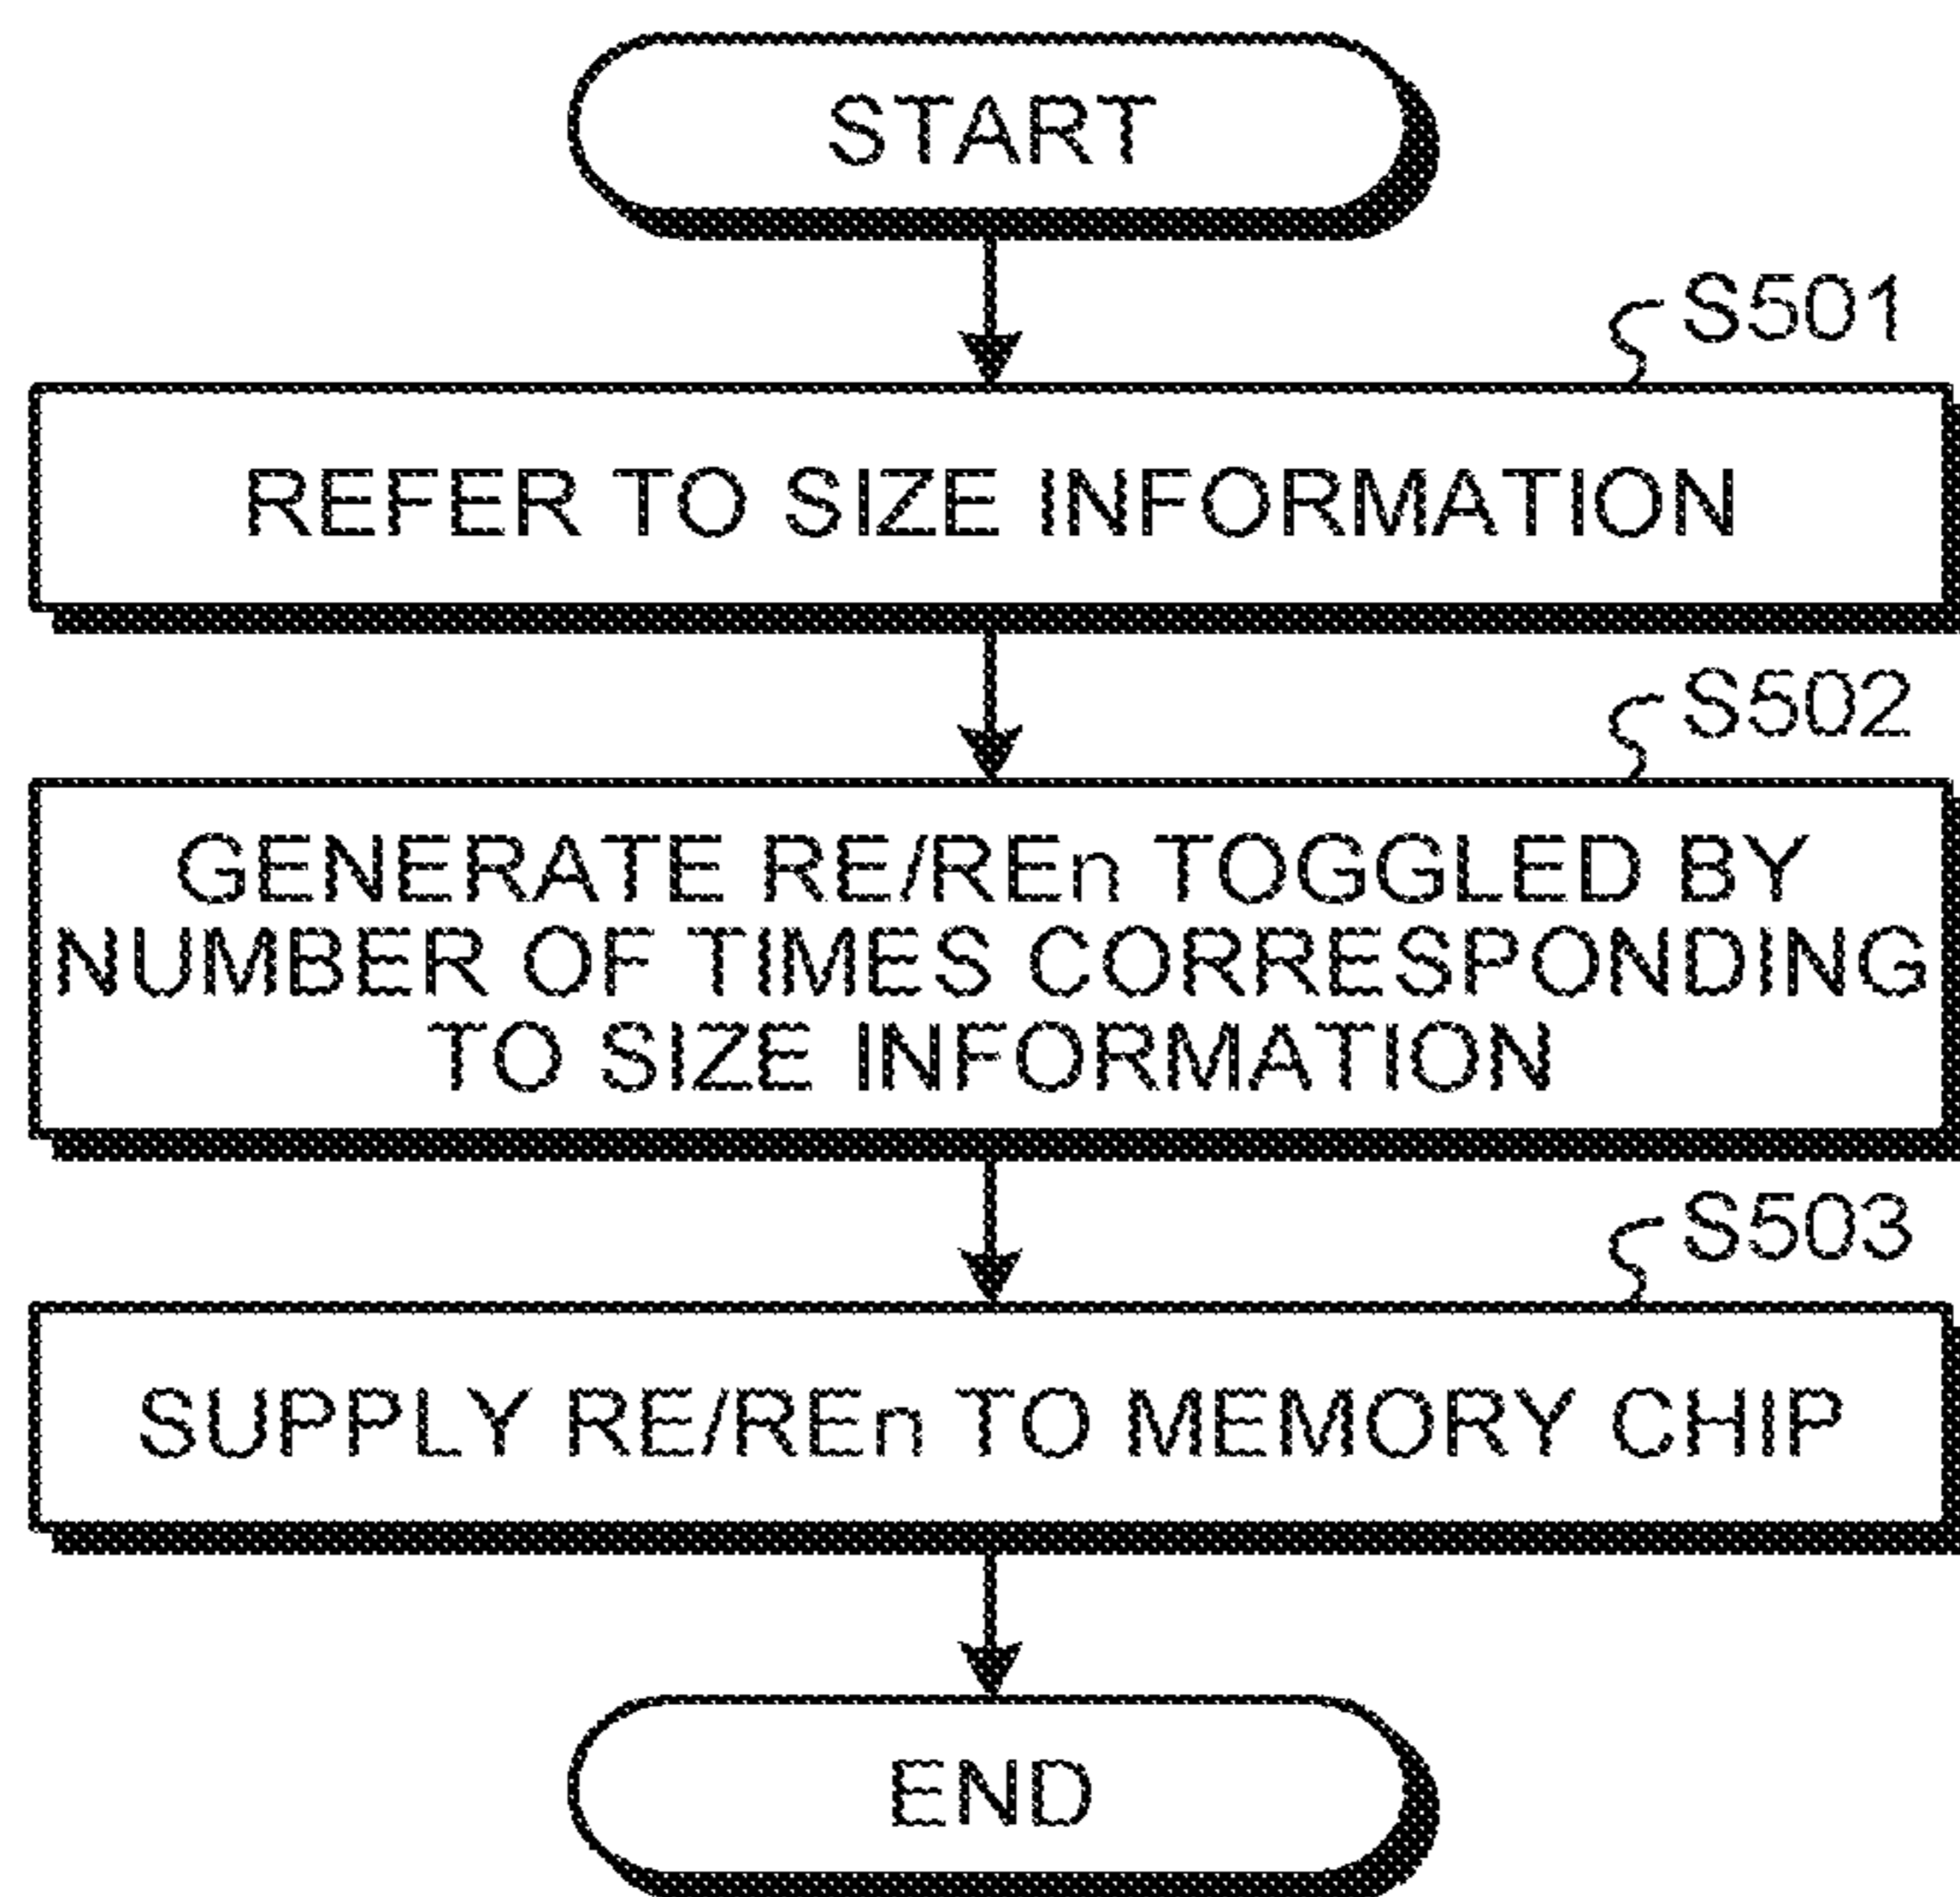 START
S501
REFER TO SIZE INFORMATION
S502
GENERATE RE/REn TOGGLED BY
NUMBER OF TIMES CORRESPONDING
TO SIZE INFORMATION
S503
SUPPLY RE/REn TO MEMORY CHIP
END